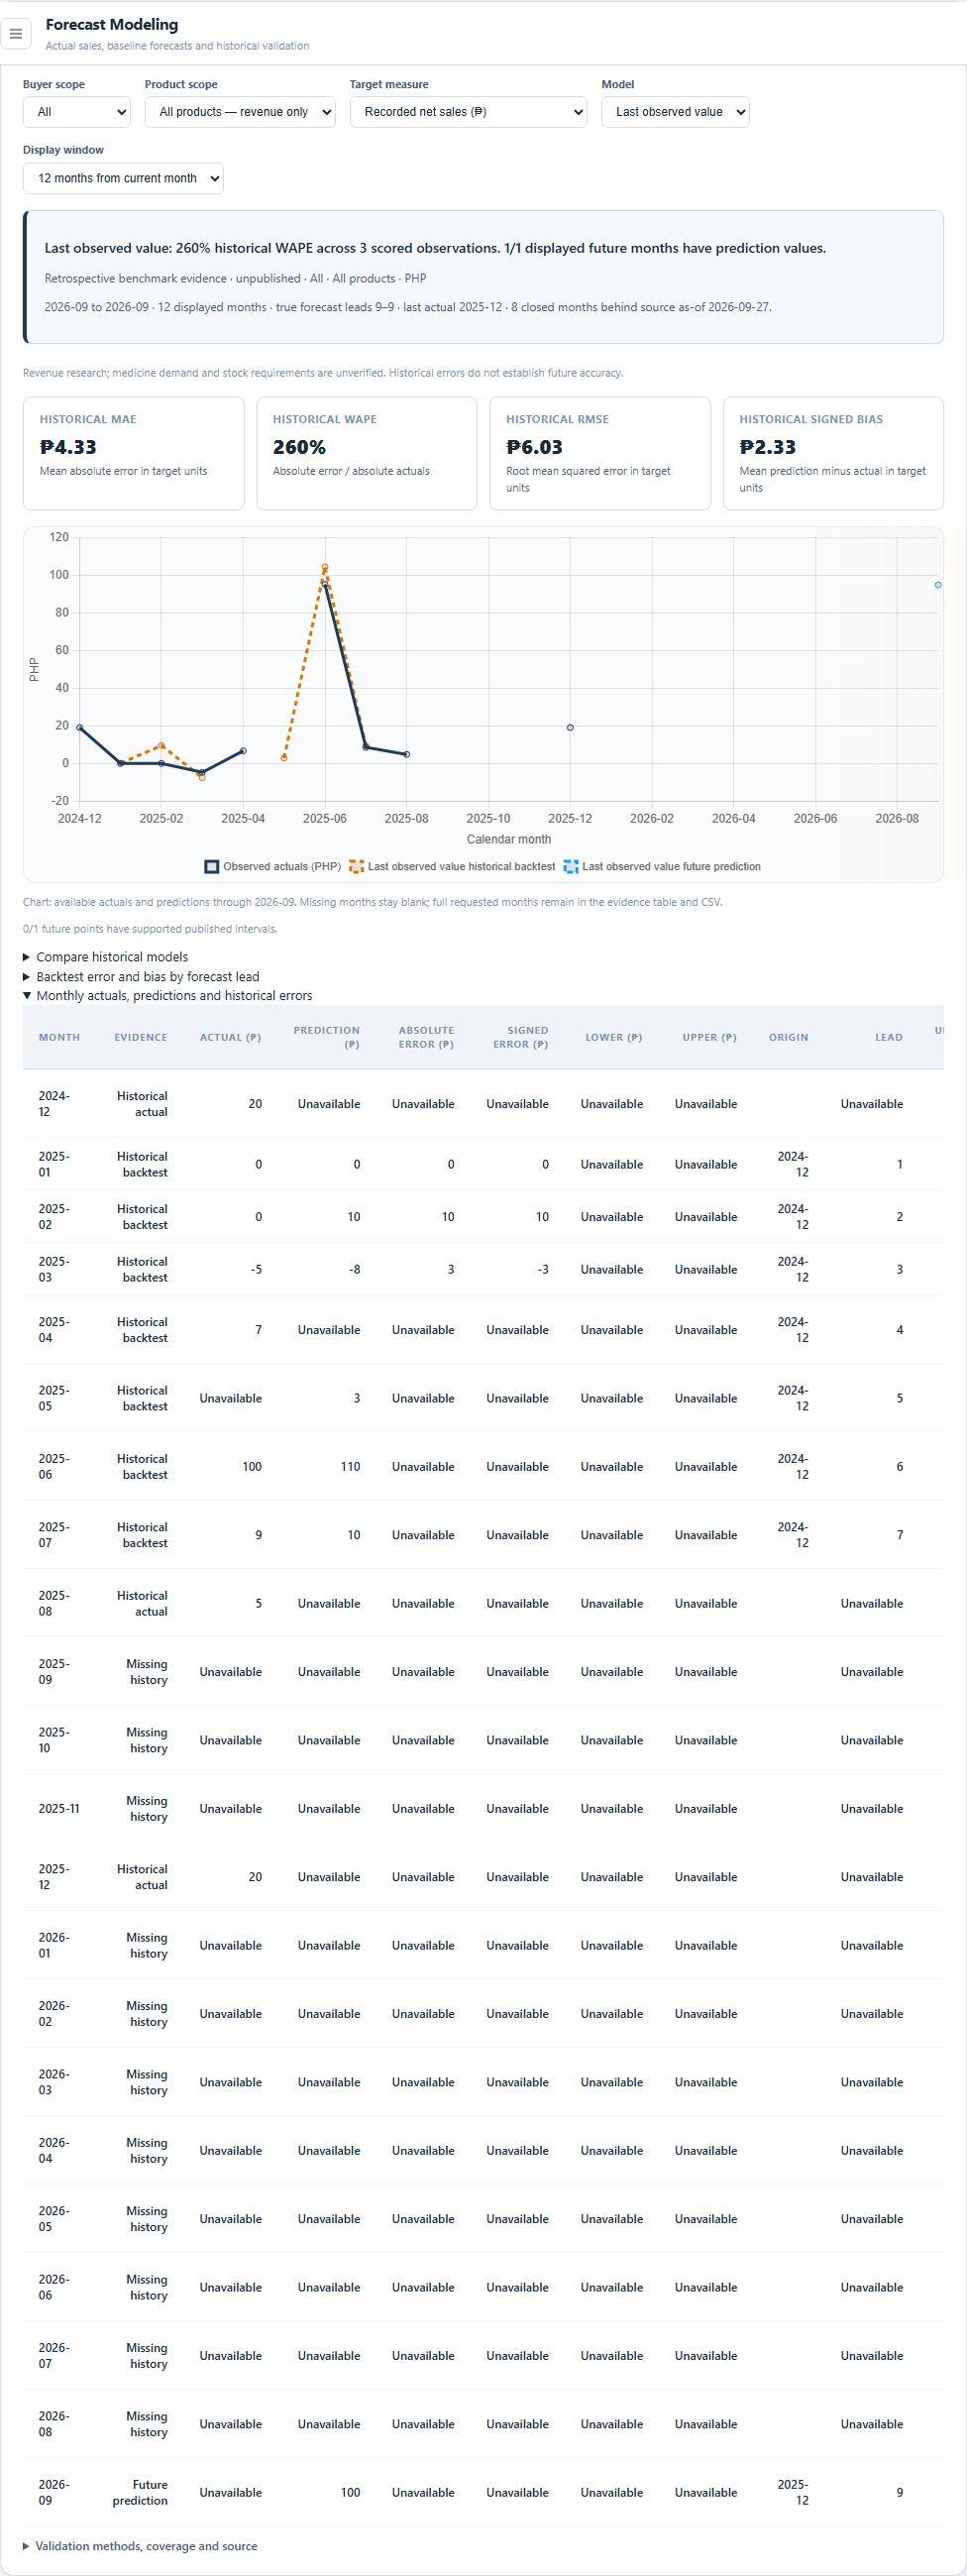 Forecast Modeling
Actual sales, baseline forecasts and historical validation
Buyer scope
Product scope
Target measure
Model
All
All products — revenue only
Recorded net sales (₱)
Last observed value
Display window
12 months from current month
Last observed value: 260% historical WAPE across 3 scored observations. 1/1 displayed future months have prediction values.
Retrospective benchmark evidence · unpublished · All · All products · PHP
2026-09 to 2026-09 · 12 displayed months · true forecast leads 9–9 · last actual 2025-12 · 8 closed months behind source as-of 2026-09-27.
Revenue research; medicine demand and stock requirements are unverified. Historical errors do not establish future accuracy.
HISTORICAL MAE
₱4.33
Mean absolute error in target units
HISTORICAL WAPE
260%
Absolute error / absolute actuals
HISTORICAL RMSE
₱6.03
Root mean squared error in target
units
HISTORICAL SIGNED BIAS
₱2.33
Mean prediction minus actual in target
units
120
100
80
60
40
20
0
-20
PHP
2024-12 2025-02 2025-04 2025-06 2025-08 2025-10 2025-12 2026-02 2026-04 2026-06 2026-08
Calendar month
Observed actuals (PHP) Last observed value historical backtest Last observed value future prediction
Chart: available actuals and predictions through 2026-09. Missing months stay blank; full requested months remain in the evidence table and CSV.
0/1 future points have supported published intervals.
Compare historical models
Backtest error and bias by forecast lead
Monthly actuals, predictions and historical errors
MONTH EVIDENCE ACTUAL (₱) PREDICTION (₱) ABSOLUTE ERROR (₱) SIGNED ERROR (₱) LOWER (₱) UPPER (₱) ORIGIN LEAD
2024-12 Historical actual 20 Unavailable Unavailable Unavailable Unavailable Unavailable Unavailable
2025-01 Historical backtest 0 0 0 0 Unavailable Unavailable 2024-12 1
2025-02 Historical backtest 0 10 10 10 Unavailable Unavailable 2024-12 2
2025-03 Historical backtest -5 -8 3 -3 Unavailable Unavailable 2024-12 3
2025-04 Historical backtest 7 Unavailable Unavailable Unavailable Unavailable Unavailable 2024-12 4
2025-05 Historical backtest Unavailable 3 Unavailable Unavailable Unavailable Unavailable 2024-12 5
2025-06 Historical backtest 100 110 Unavailable Unavailable Unavailable Unavailable 2024-12 6
2025-07 Historical backtest 9 10 Unavailable Unavailable Unavailable Unavailable 2024-12 7
2025-08 Historical actual 5 Unavailable Unavailable Unavailable Unavailable Unavailable Unavailable
2025-09 Missing history Unavailable Unavailable Unavailable Unavailable Unavailable Unavailable Unavailable
2025-10 Missing history Unavailable Unavailable Unavailable Unavailable Unavailable Unavailable Unavailable
2025-11 Missing history Unavailable Unavailable Unavailable Unavailable Unavailable Unavailable Unavailable
2025-12 Historical actual 20 Unavailable Unavailable Unavailable Unavailable Unavailable Unavailable
2026-01 Missing history Unavailable Unavailable Unavailable Unavailable Unavailable Unavailable Unavailable
2026-02 Missing history Unavailable Unavailable Unavailable Unavailable Unavailable Unavailable Unavailable
2026-03 Missing history Unavailable Unavailable Unavailable Unavailable Unavailable Unavailable Unavailable
2026-04 Missing history Unavailable Unavailable Unavailable Unavailable Unavailable Unavailable Unavailable
2026-05 Missing history Unavailable Unavailable Unavailable Unavailable Unavailable Unavailable Unavailable
2026-06 Missing history Unavailable Unavailable Unavailable Unavailable Unavailable Unavailable Unavailable
2026-07 Missing history Unavailable Unavailable Unavailable Unavailable Unavailable Unavailable Unavailable
2026-08 Missing history Unavailable Unavailable Unavailable Unavailable Unavailable Unavailable Unavailable
2026-09 Future prediction Unavailable 100 Unavailable Unavailable Unavailable Unavailable 2025-12 9
Validation methods, coverage and source